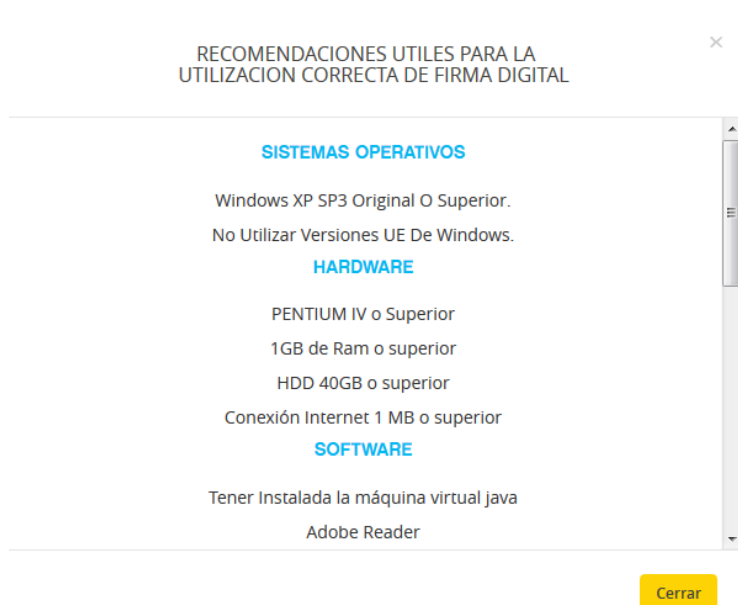 RECOMENDACIONES UTILES PARA LA
UTILIZACION CORRECTA DE FIRMA DIGITAL
×
SISTEMAS OPERATIVOS
Windows XP SP3 Original O Superior.
No Utilizar Versiones UE De Windows.
HARDWARE
PENTIUM IV o Superior
1GB de Ram o superior
HDD 40GB o superior
Conexión Internet 1 MB o superior
SOFTWARE
Tener Instalada la máquina virtual java
Adobe Reader
Cerrar